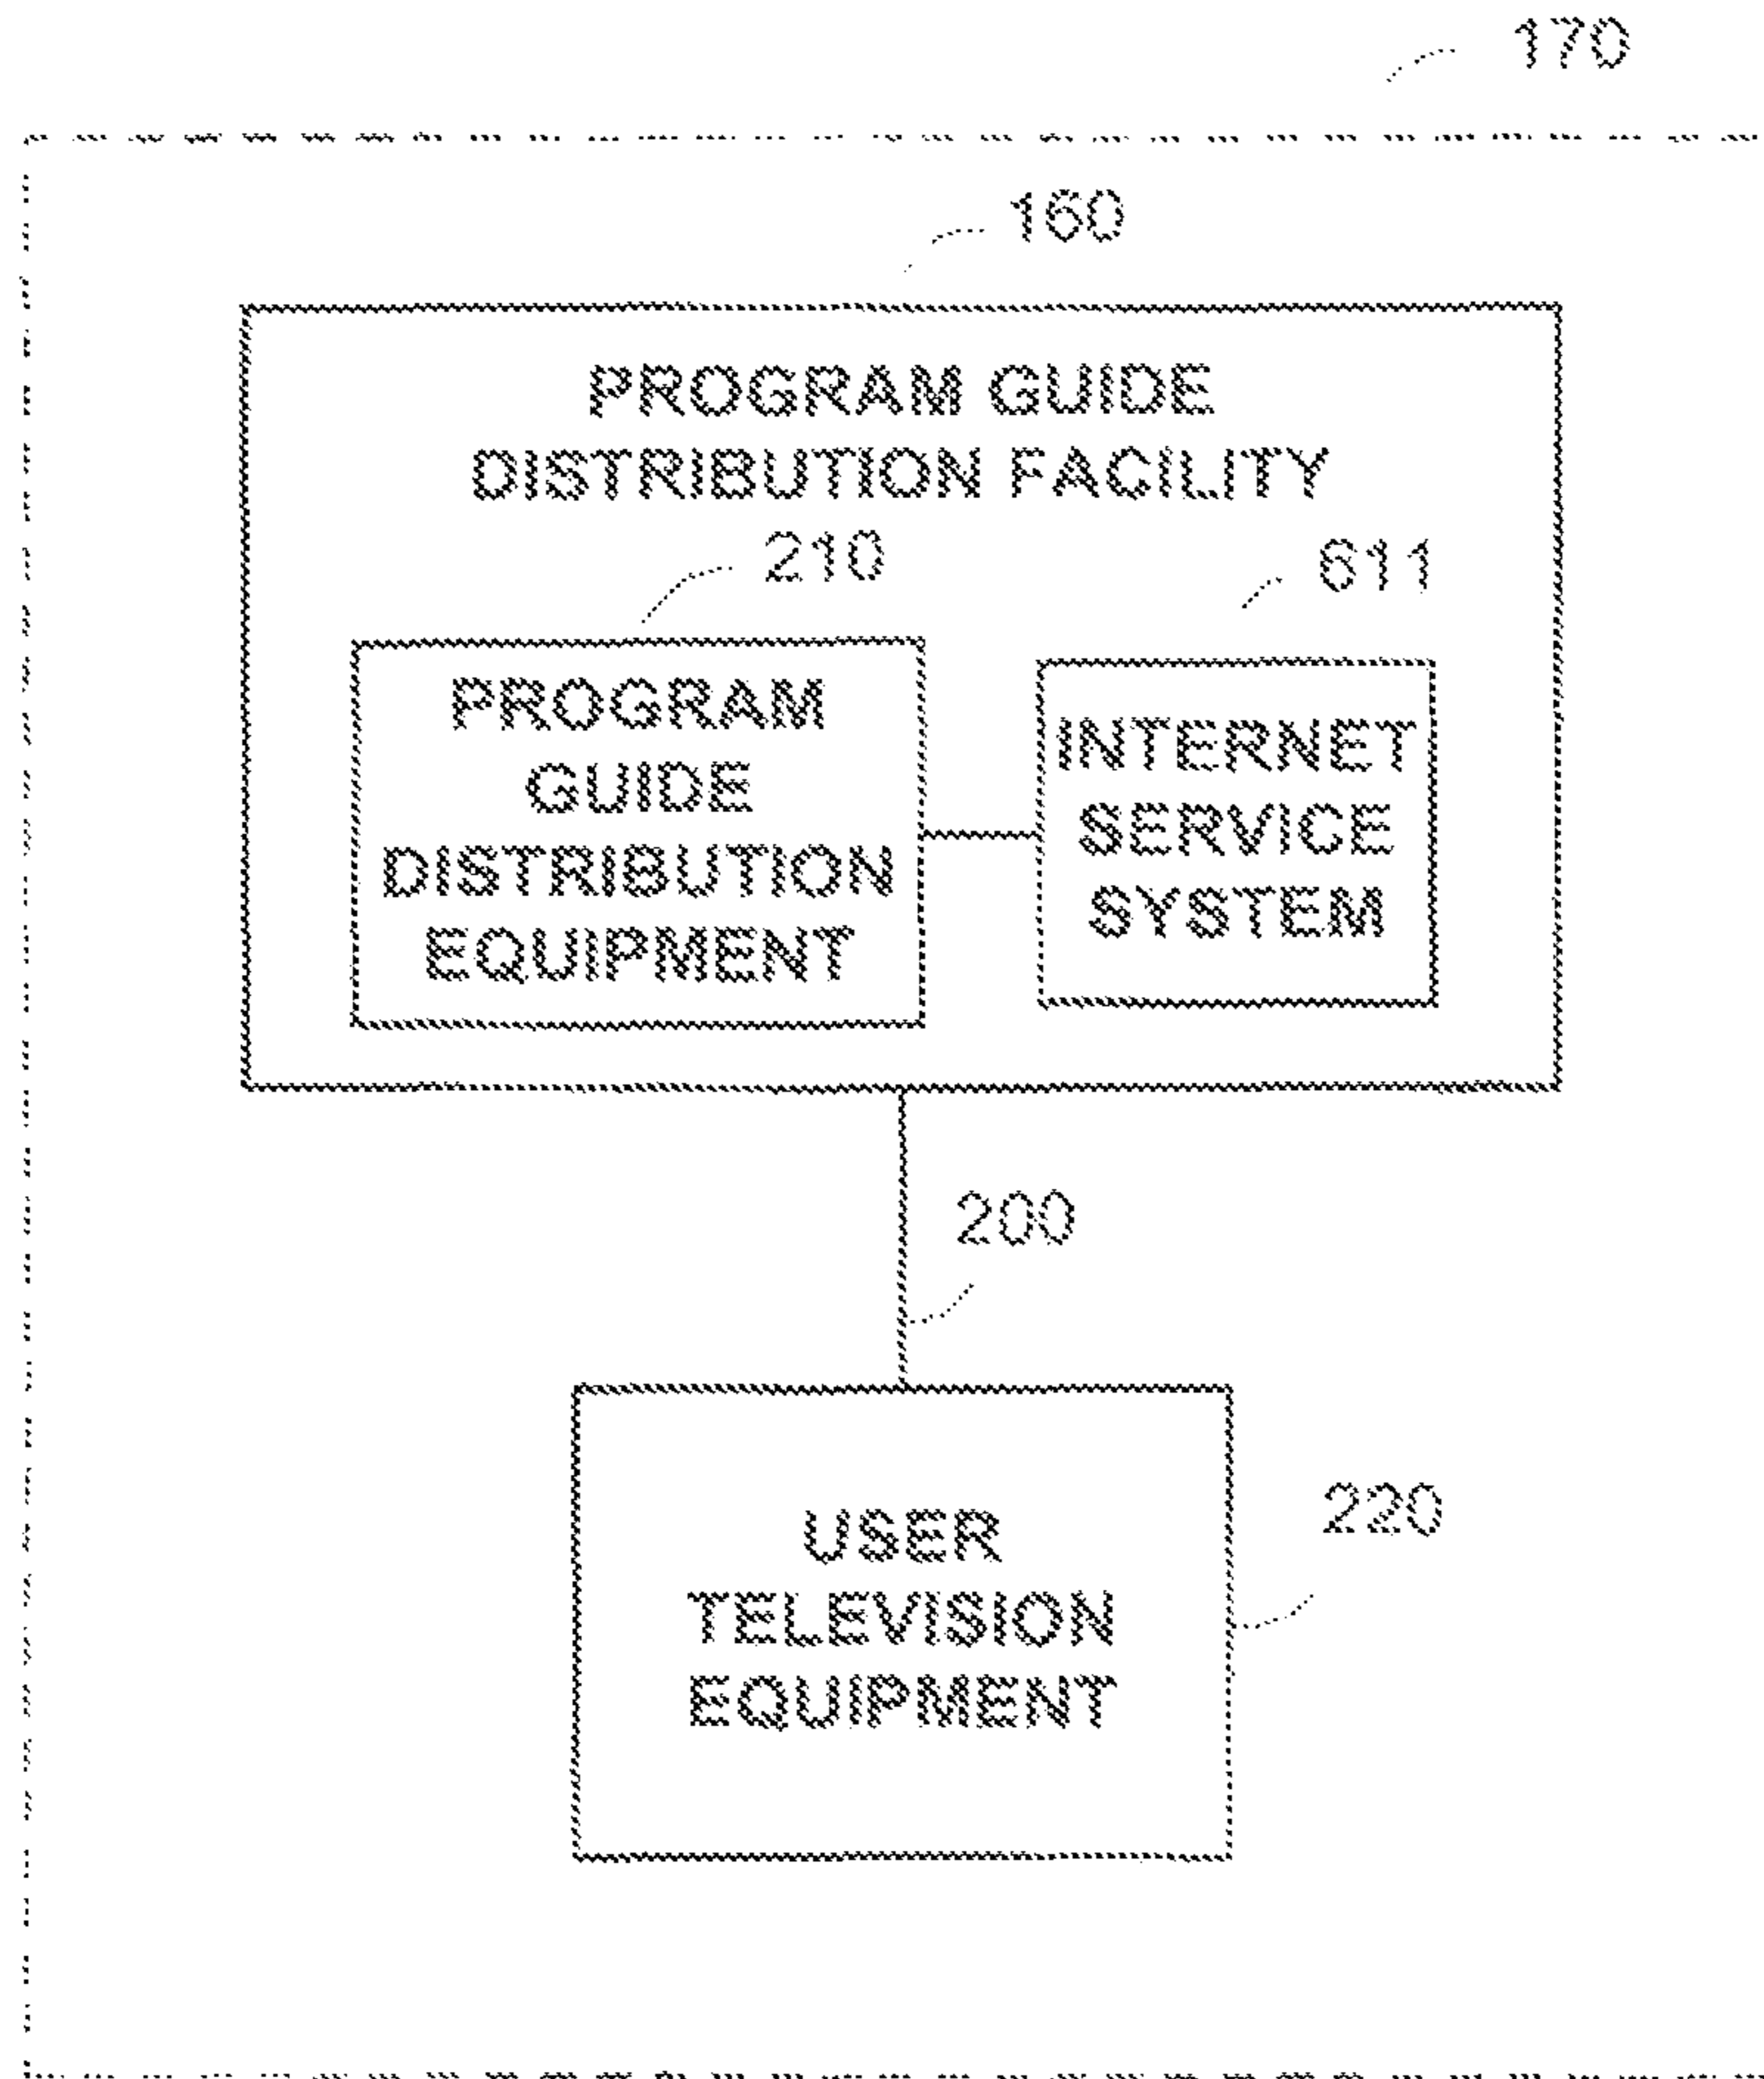 170
160
PROGRAM GUIDE
DISTRIBUTION FACILITY
210
611
PROGRAM
GUIDE
DISTRIBUTION
EQUIPMENT
INTERNET
SERVICE
SYSTEM
200
220
USER
TELEVISION
EQUIPMENT